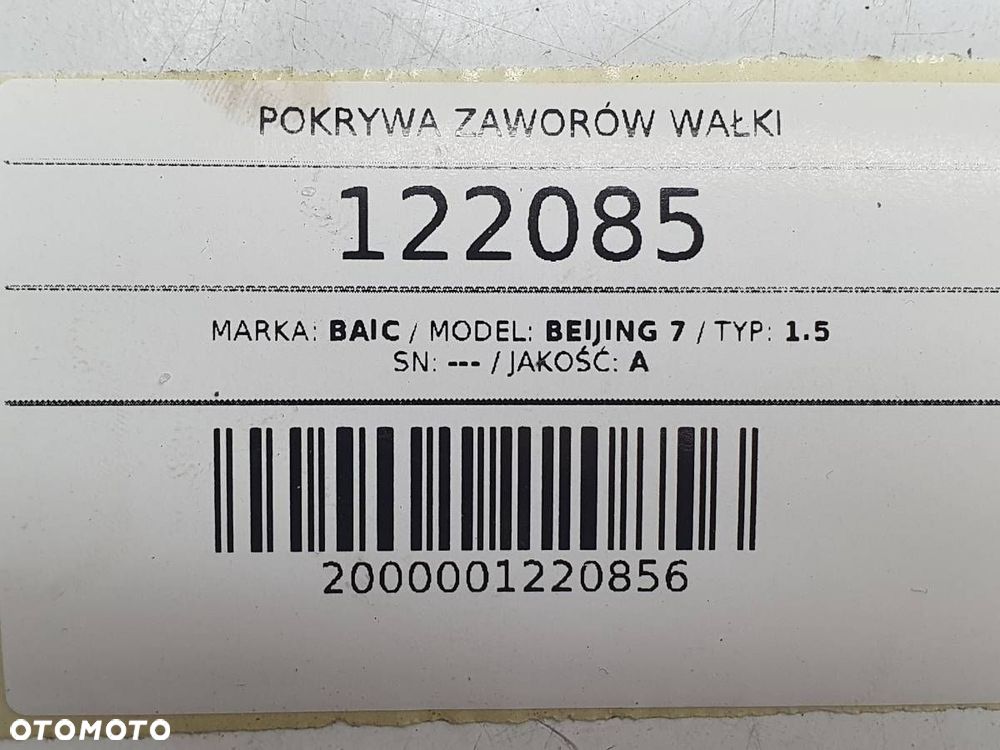 POKRYWA ZAWORÓW WAŁKI
122085
MARKA: BAIC / MODEL: BEIJING 7 / TYP: 1.5
SN: --- / JAKOŚĆ: A
2000001220856
OTOMOTO